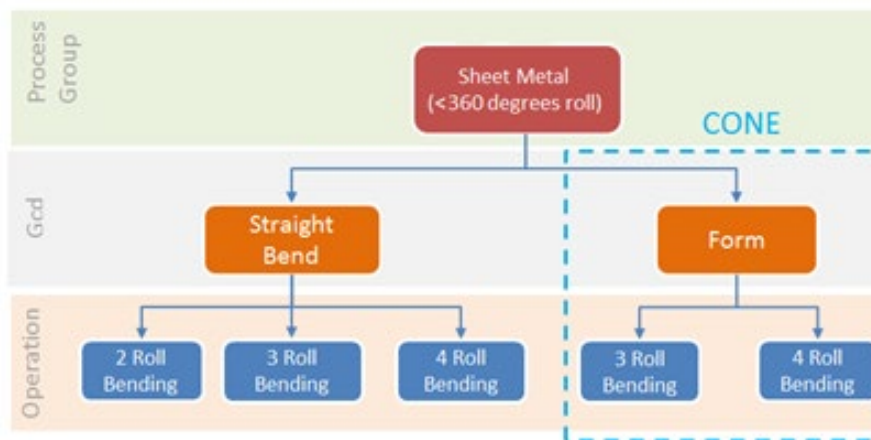 Process
Group
Sheet Metal
(<360 degrees roll)
CONE
Gcd
Straight
Bend
Form
Operation
2 Roll
Bending
3 Roll
Bending
4 Roll
Bending
3 Roll
Bending
4 Roll
Bending